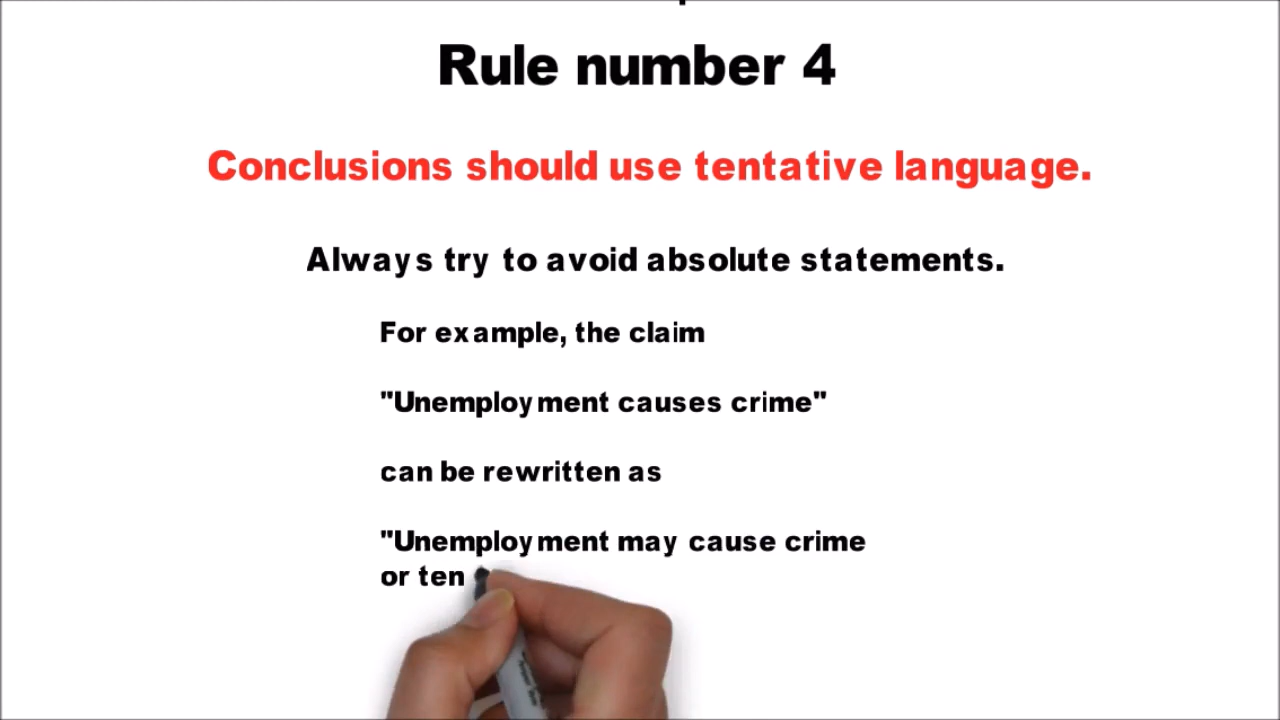 Rule number 4
Conclusions should use tentative language.
Always try to avoid absolute statements.
For example, the claim
"Unemployment causes crime"
can be rewritten as
"Unemployment may cause crime
or ten